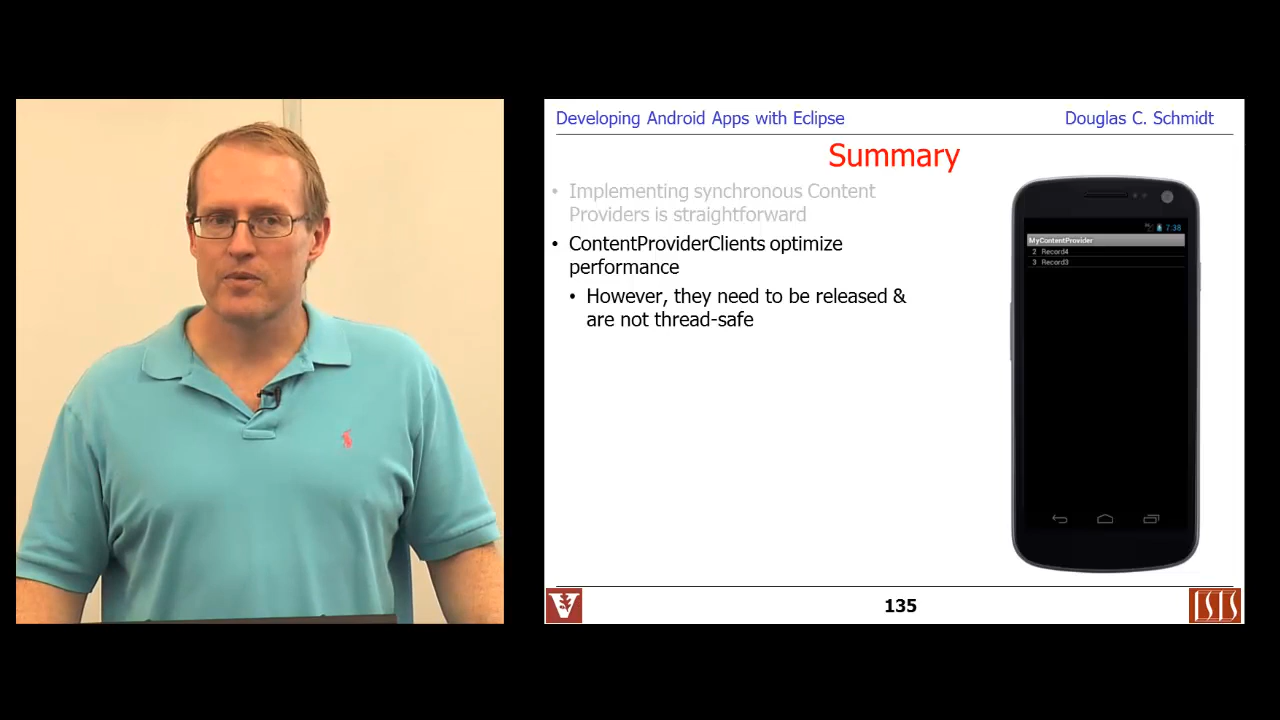 Developing Android Apps with Eclipse
Douglas C. Schmidt
Summary
• Implementing synchronous Content
Providers is straightforward
• ContentProviderClients optimize
performance
• However, they need to be released &
are not thread-safe
7:38
MyContentProvider
2 Record4
3 Record3
135
V
ISIS